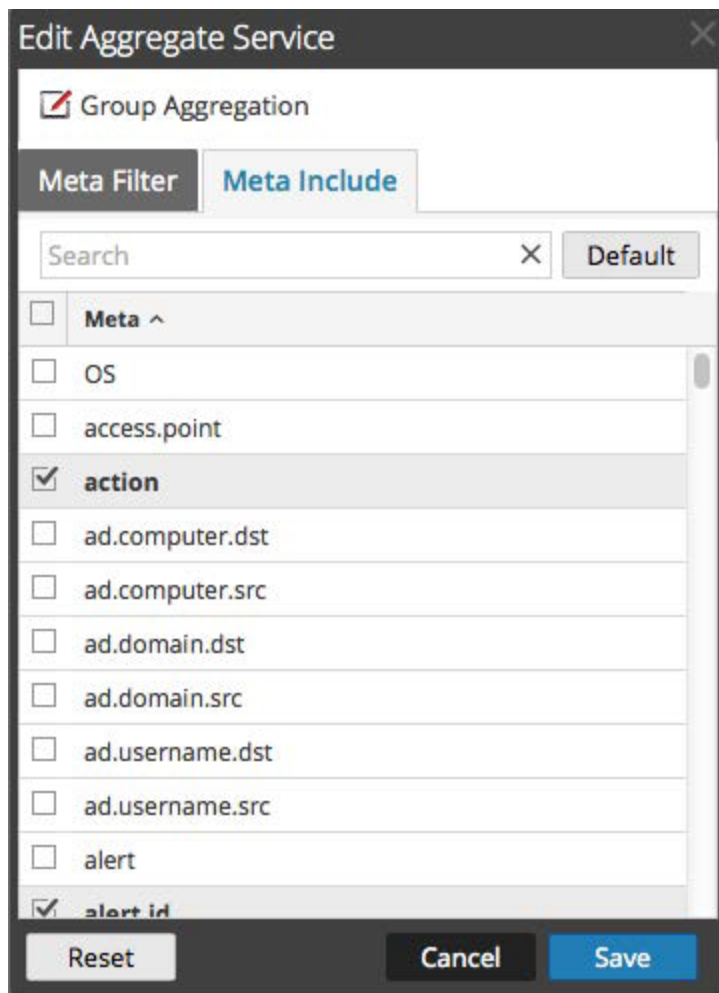 Edit Aggregate Service
Group Aggregation
Meta Filter Meta Include
Search Default
Meta
OS
access.point
action
ad.computer.dst
ad.computer.src
ad.domain.dst
ad.domain.src
ad.username.dst
ad.username.src
alert
alert.id
Reset Cancel Save